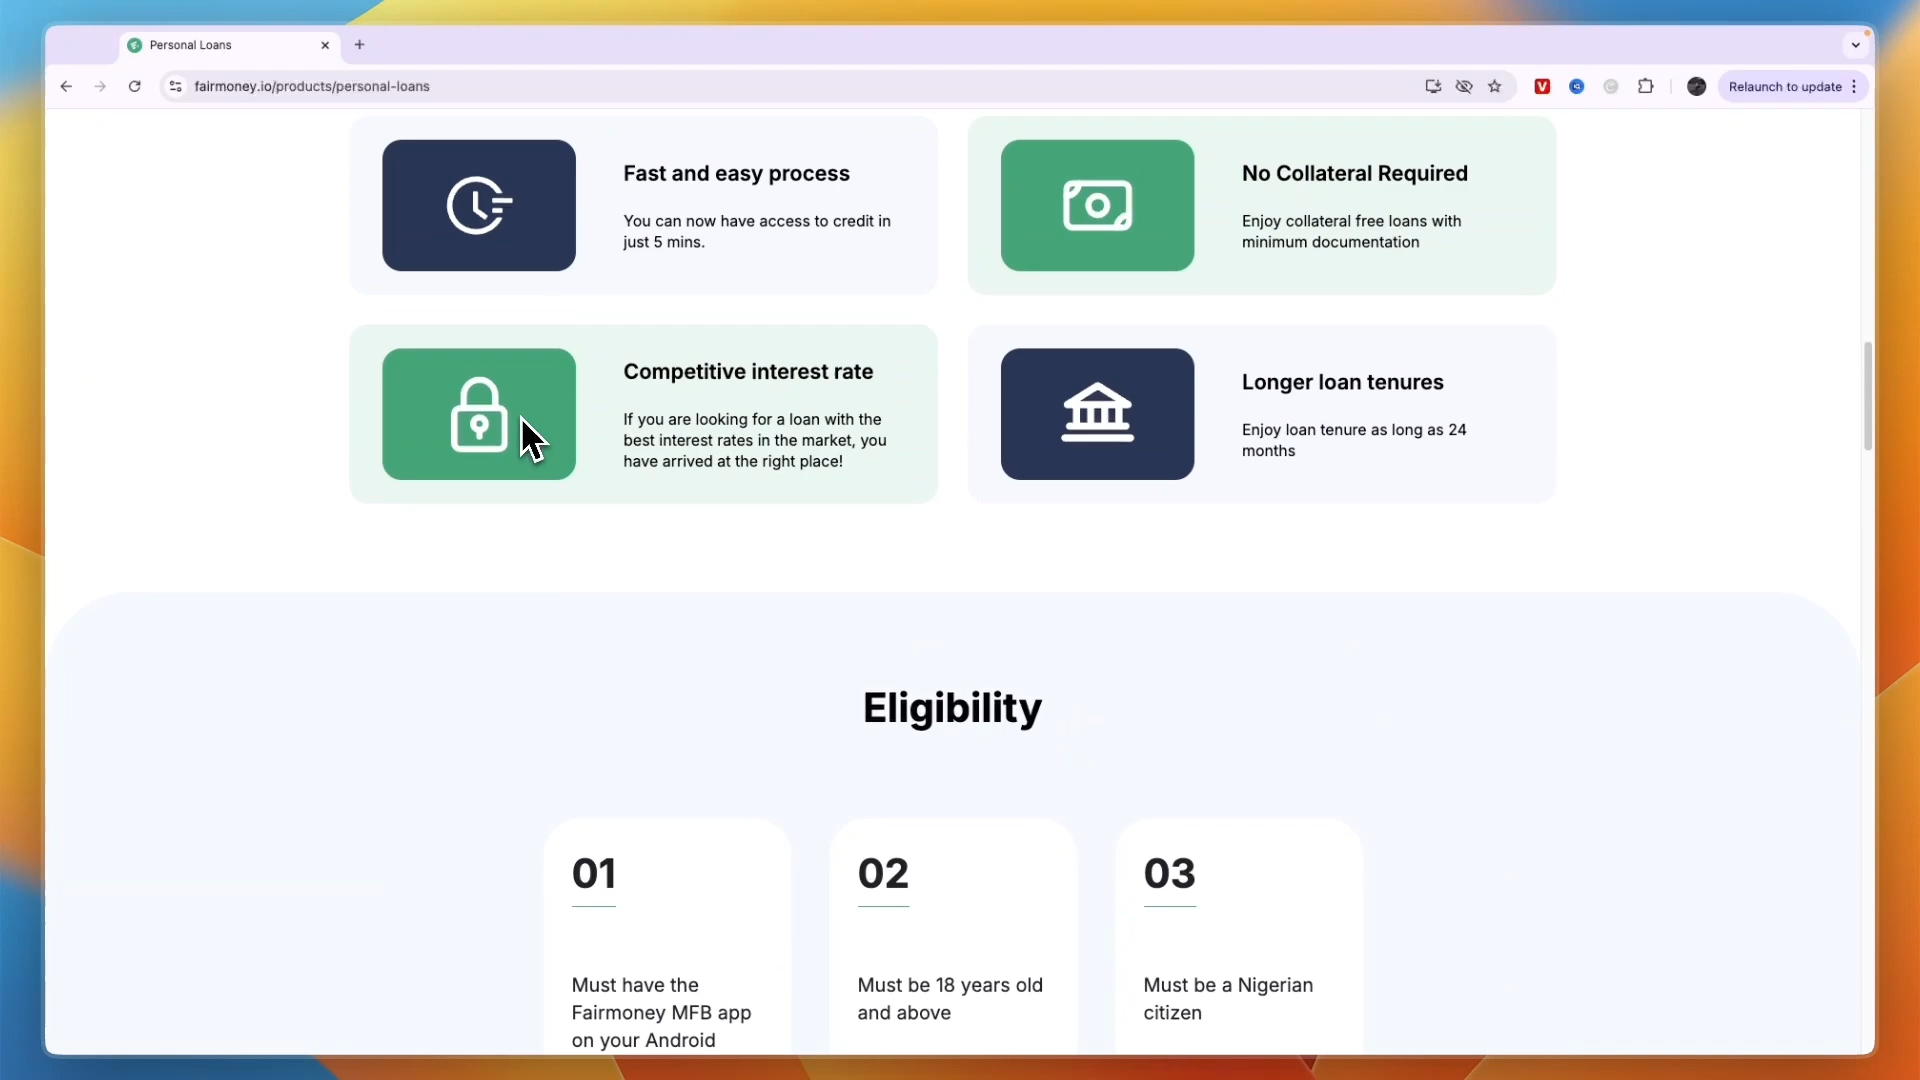 Personal Loans
fairmoney.io/products/personal-loans
Relaunch to update
Fast and easy process
You can now have access to credit in
just 5 mins.
No Collateral Required
Enjoy collateral free loans with
minimum documentation
Competitive interest rate
If you are looking for a loan with the
best interest rates in the market, you
have arrived at the right place!
Longer loan tenures
Enjoy loan tenure as long as 24
months
Eligibility
01
Must have the
Fairmoney MFB app
on your Android
02
Must be 18 years old
and above
03
Must be a Nigerian
citizen